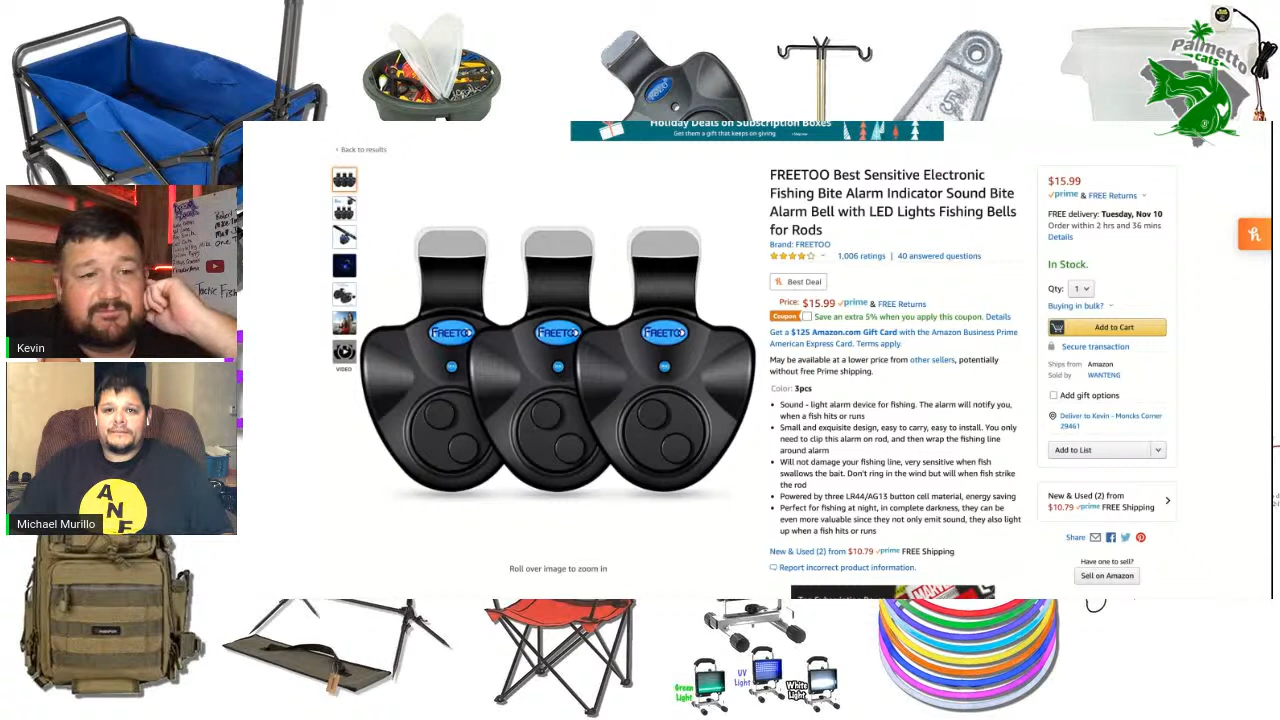 Palmetto
cats
FREETOO
5
Holiday Deals on Subscription Boxes
Get them a gift that keeps on giving
‹ Back to results
FREETOO Best Sensitive Electronic
Fishing Bite Alarm Indicator Sound Bite
Alarm Bell with LED Lights Fishing Bells
for Rods
Brand: FREETOO
1,006 ratings | 40 answered questions
Best Deal
Price: $15.99 prime & FREE Returns
Coupon Save an extra 5% when you apply this coupon. Details
Get a $125 Amazon.com Gift Card with the Amazon Business Prime
American Express Card. Terms apply.
May be available at a lower price from other sellers, potentially
without free Prime shipping.
Color: 3pcs
• Sound - light alarm device for fishing. The alarm will notify you,
when a fish hits or runs
• Small and exquisite design, easy to carry, easy to install. You only
need to clip this alarm on rod, and then wrap the fishing line
around alarm
• Will not damage your fishing line, very sensitive when fish
swallows the bait. Don't ring in the wind but will when fish strike
the rod
• Powered by three LR44/AG13 button cell material, energy saving
• Perfect for fishing at night, in complete darkness, they can be
even more valuable since they not only emit sound, they also light
up when a fish hits or runs
New & Used (2) from $10.79 prime FREE Shipping
Report incorrect product information.
VIDEO
FREETOO
FREETOO
FREETOO
Roll over image to zoom in
$15.99
prime & FREE Returns
FREE delivery: Tuesday, Nov 10
Order within 2 hrs and 36 mins
Details
In Stock.
Qty: 1
Buying in bulk?
Add to Cart
Secure transaction
Ships from Amazon
Sold by WANTENG
Add gift options
Deliver to Kevin - Moncks Corner
29461
Add to List
New & Used (2) from
$10.79 prime FREE Shipping
Share
Have one to sell?
Sell on Amazon
h
MARVEL
Kevin
Tactic Fish
Michael Murillo
A
N F
Green
Light
UV
Light
White
Light